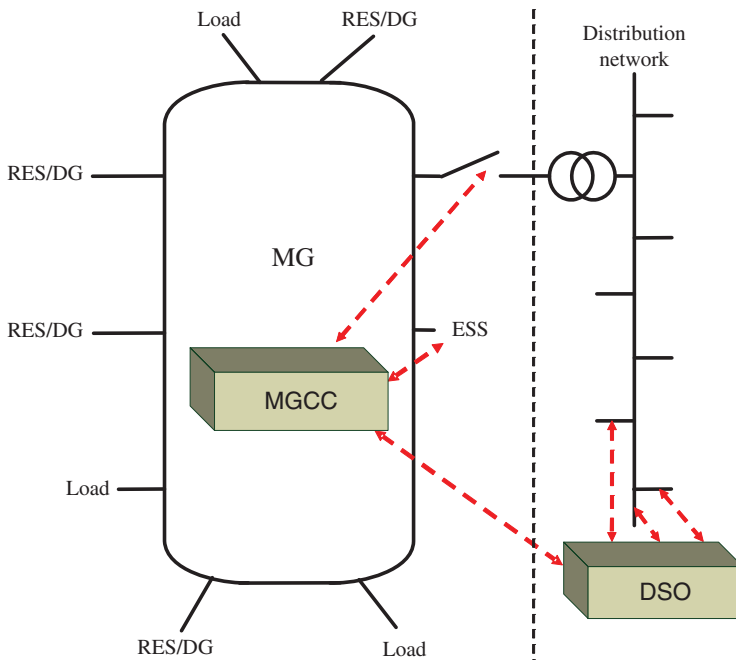 Load
RES/DG
Distribution
network
RES/DG
MG
RES/DG
ESS
MGCC
Load
DSO
RES/DG
Load